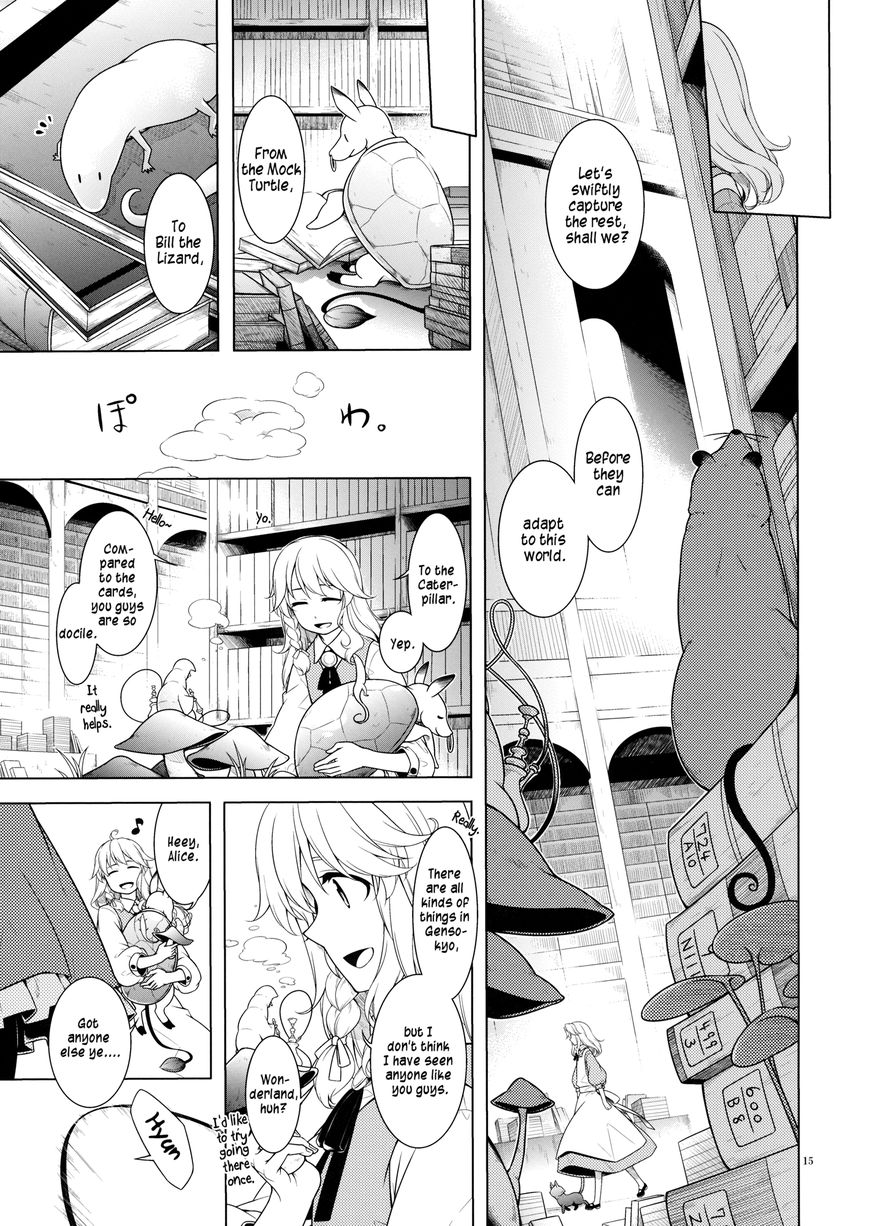 Let's
swiftly
capture
the rest,
shall we?
Before
they
can
adapt
to this
world.
724
A10
N11
499
3
600
B8
7
From
the Mock
Turtle,
To
Bill the
Lizard,
ぽわ。
To the
Cater-
pillar.
Yep.
Yo.
Hello~
Com-
pared
to the
cards,
you guys
are so
docile.
It
really
helps.
Really.
There
are all
kinds of
things in
Genso-
kyo,
but I
don't think
I have seen
anyone like
you guys.
Won-
derland,
huh?
I'd like
to try
going
there
once.
Heey,
Alice.
Got
anyone
else ye....
Hyun
15